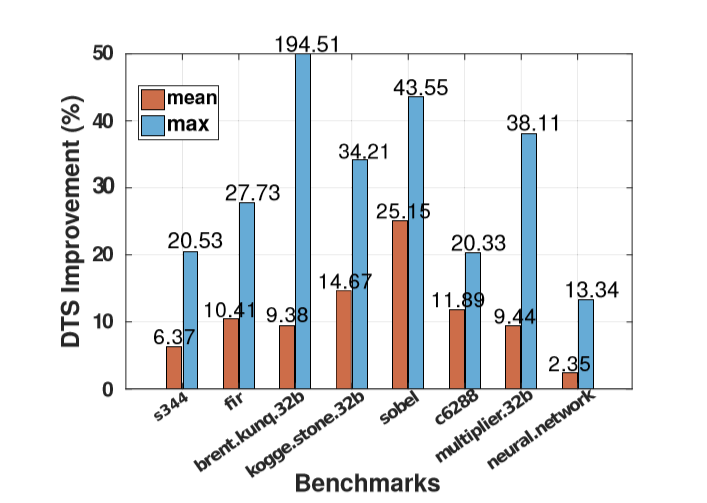 194.51
50
43.55
mean
max
40
38.11
34.21
30
27.73
25.15
20.53
20
20.33
14.67
13.34
10.41
11.89
10
9.38
9.44
6.37
2.35
0
DTS Improvement (%)
s344
fir
brent.kunq.32b
kogge.stone.32b
sobel
c6288
multiplier.32b
neural.network
Benchmarks